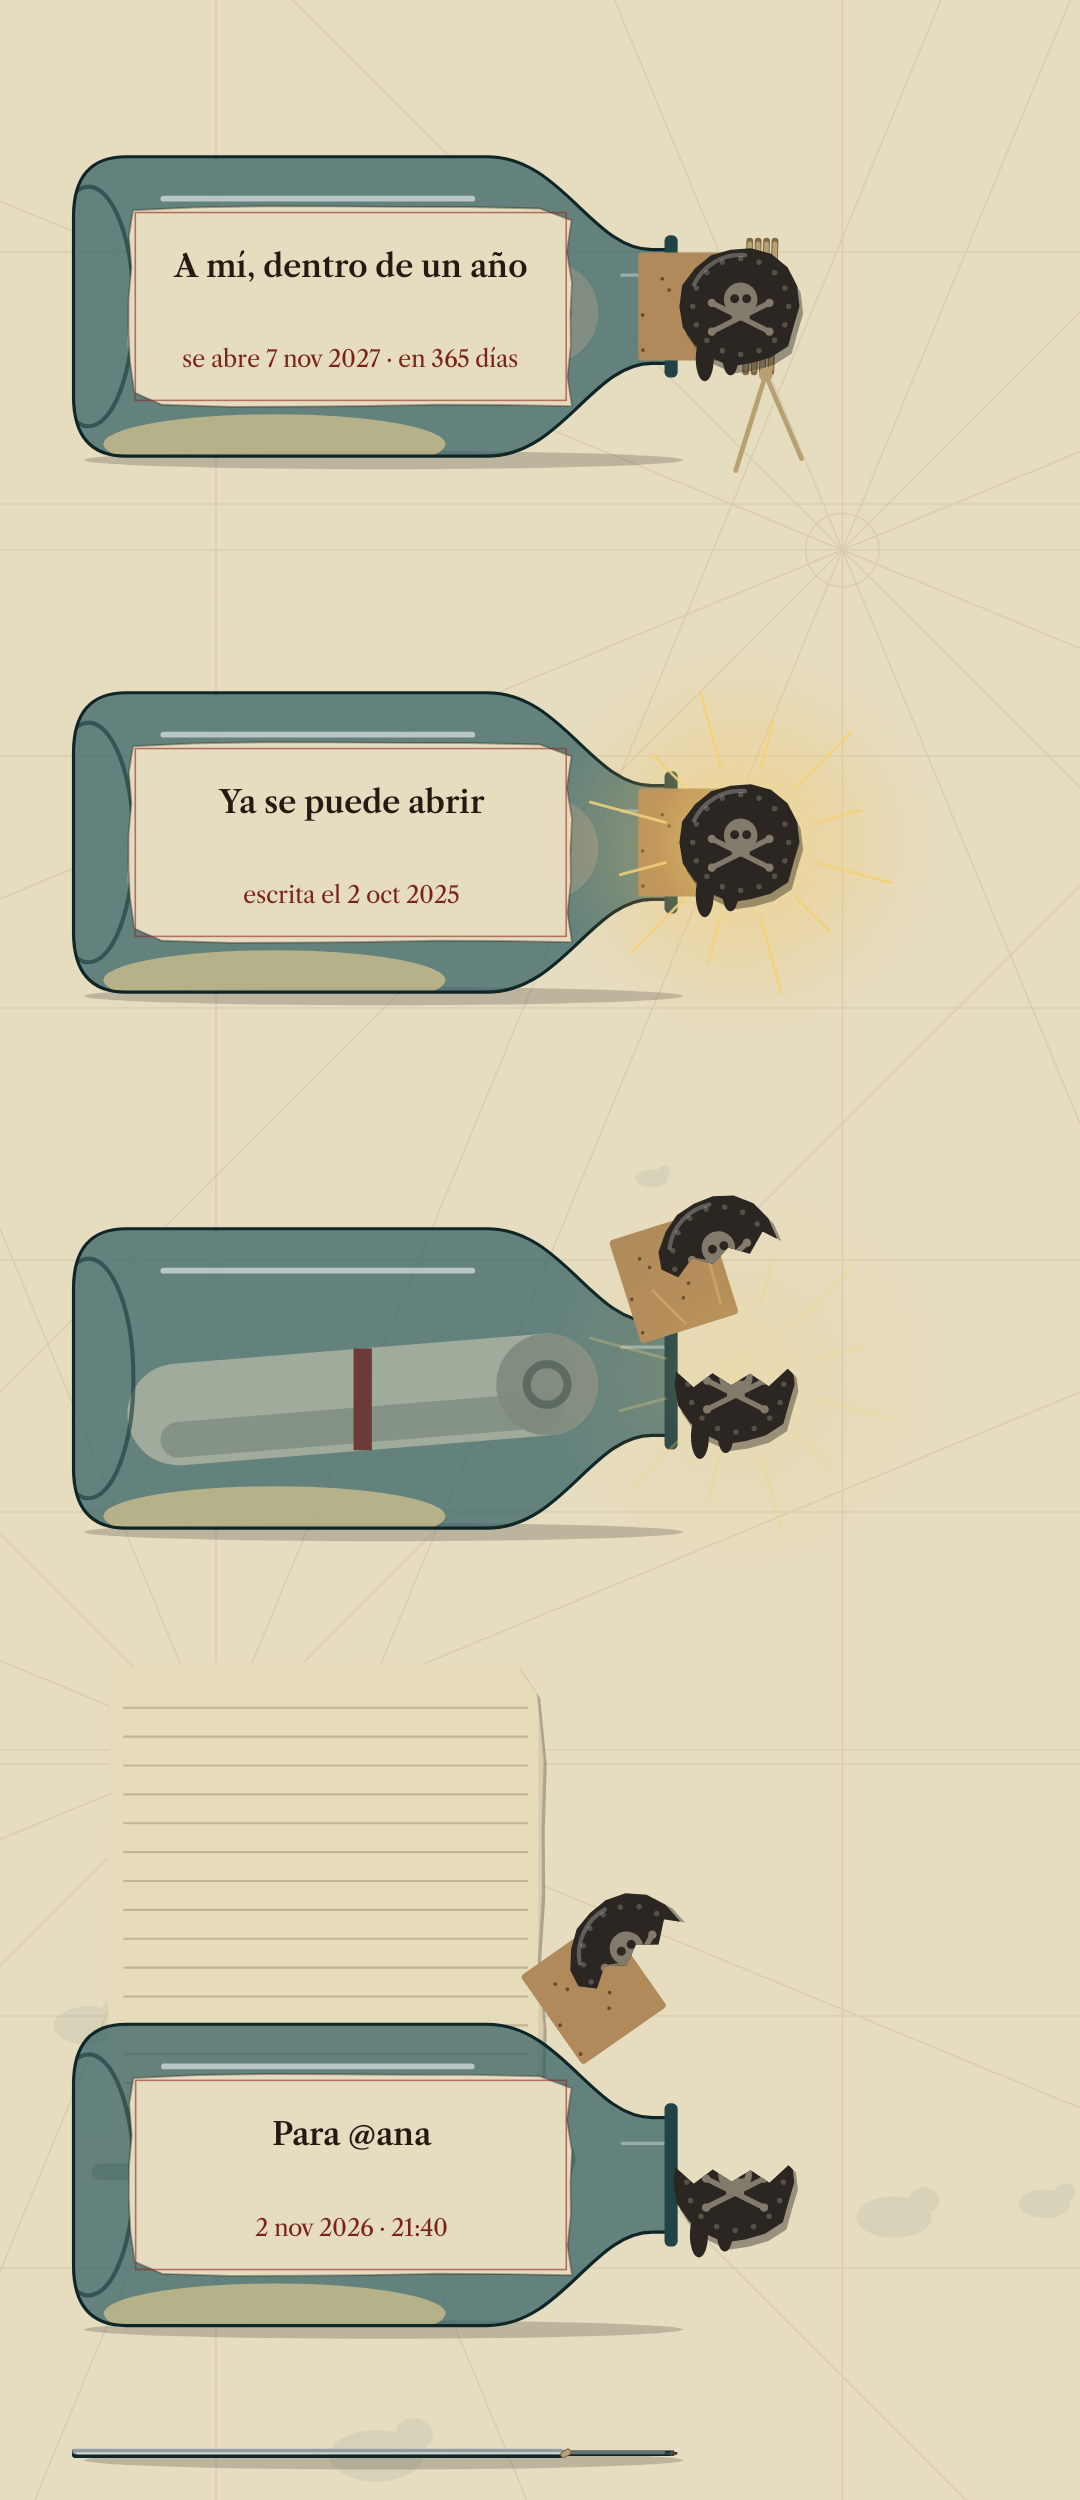 A mí, dentro de un año
se abre 7 nov 2027 · en 365 días
Ya se puede abrir
escrita el 2 oct 2025
Para @ana
2 nov 2026 · 21:40